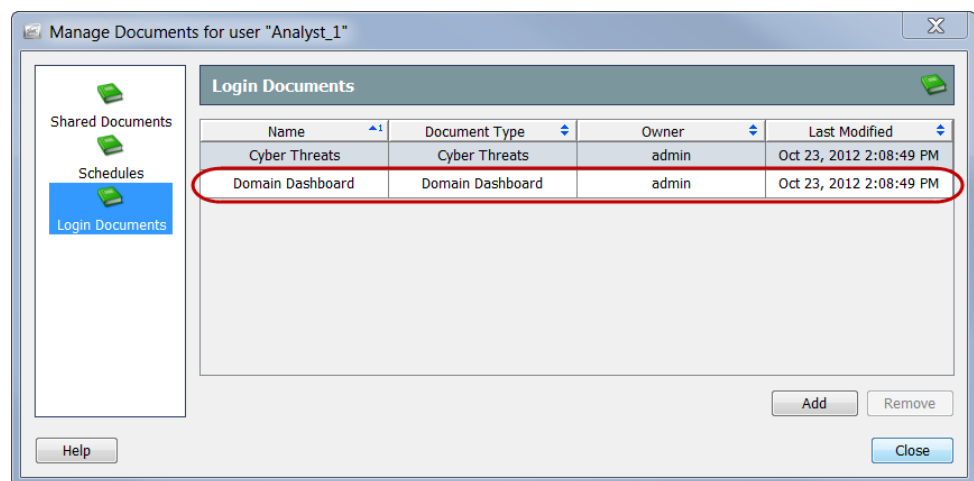 Manage Documents for user "Analyst_1"
Shared Documents
Schedules
Login Documents
Login Documents
Name 1 Document Type Owner Last Modified
Cyber Threats Cyber Threats admin Oct 23, 2012 2:08:49 PM
Domain Dashboard Domain Dashboard admin Oct 23, 2012 2:08:49 PM
Add Remove
Help Close